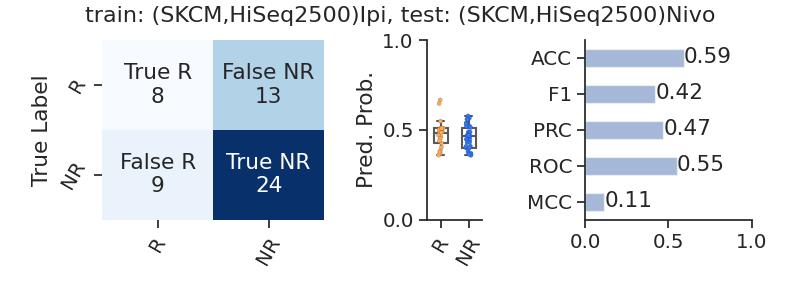 train: (SKCM,HiSeq2500)Ipi, test: (SKCM,HiSeq2500)Nivo
True Label
R
NR
True R
8
False NR
13
False R
9
True NR
24
R
NR
Pred. Prob.
1.0
0.5
0.0
R
NR
ACC
0.59
F1
0.42
PRC
0.47
ROC
0.55
MCC
0.11
0.0
0.5
1.0